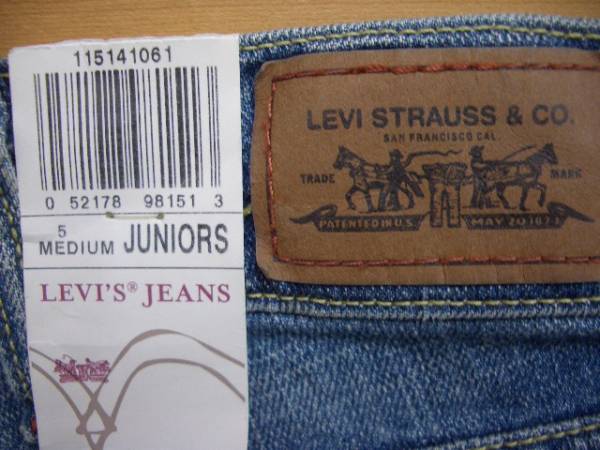 115141061
0 52178 98151 3
5
MEDIUM JUNIORS
LEVI'S® JEANS
LEVI STRAUSS & CO.
SAN FRANCISCO CAL.
TRADE MARK
PATENTED IN U.S. MAY 20 1873